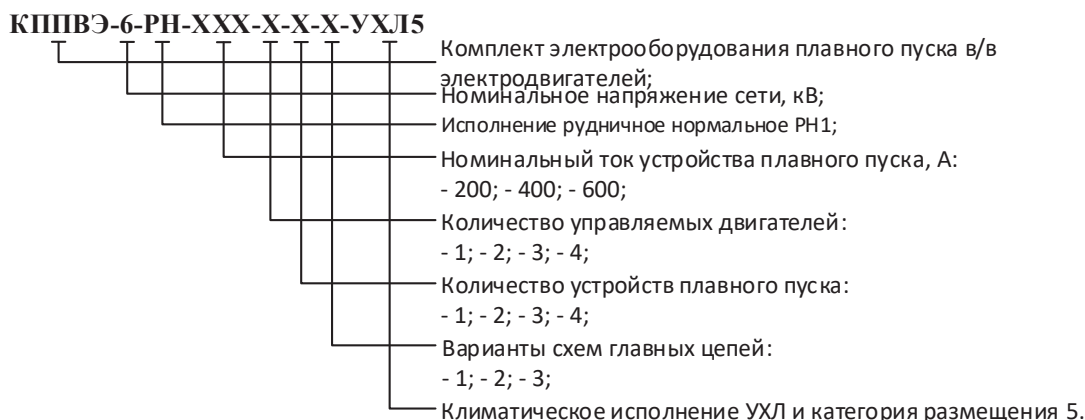 КППВЭ-6-РН-ХХХ-Х-Х-Х-УХЛ5
Комплект электрооборудования плавного пуска в/в
электродвигателей;
Номинальное напряжение сети, кВ;
Исполнение рудничное нормальное РН1;
Номинальный ток устройства плавного пуска, А:
- 200; - 400; - 600;
Количество управляемых двигателей:
- 1; - 2; - 3; - 4;
Количество устройств плавного пуска:
- 1; - 2; - 3; - 4;
Варианты схем главных цепей:
- 1; - 2; - 3;
Климатическое исполнение УХЛ и категория размещения 5.